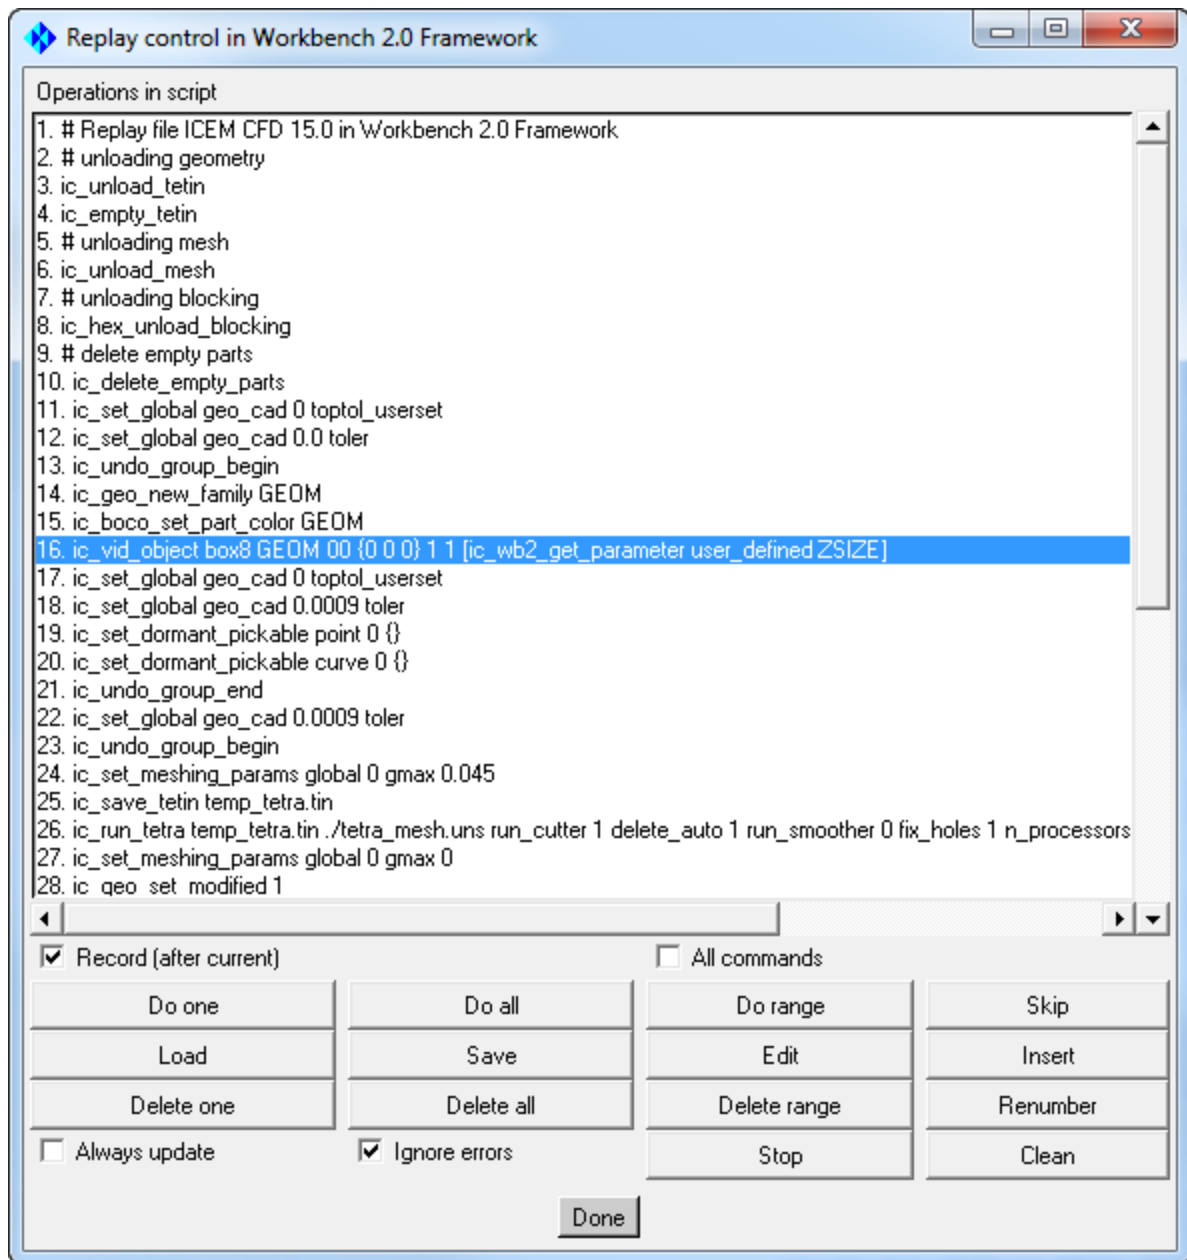 Replay control in Workbench 2.0 Framework
Operations in script
1. # Replay file ICEM CFD 15.0 in Workbench 2.0 Framework
2. # unloading geometry
3. ic_unload_tetin
4. ic_empty_tetin
5. # unloading mesh
6. ic_unload_mesh
7. # unloading blocking
8. ic_hex_unload_blocking
9. # delete empty parts
10. ic_delete_empty_parts
11. ic_set_global geo_cad 0 toptol_userset
12. ic_set_global geo_cad 0.0 toler
13. ic_undo_group_begin
14. ic_geo_new_family GEOM
15. ic_boco_set_part_color GEOM
16. ic_vid_object box8 GEOM 00 {0 0 0} 1 1 [ic_wb2_get_parameter user_defined ZSIZE]
17. ic_set_global geo_cad 0 toptol_userset
18. ic_set_global geo_cad 0.0009 toler
19. ic_set_dormant_pickable point 0 {}
20. ic_set_dormant_pickable curve 0 {}
21. ic_undo_group_end
22. ic_set_global geo_cad 0.0009 toler
23. ic_undo_group_begin
24. ic_set_meshing_params global 0 gmax 0.045
25. ic_save_tetin temp_tetra.tin
26. ic_run_tetra temp_tetra.tin ./tetra_mesh.uns run_cutter 1 delete_auto 1 run_smoother 0 fix_holes 1 n_processors
27. ic_set_meshing_params global 0 gmax 0
28. ic_geo_set_modified 1
Record (after current) All commands
Do one Do all Do range Skip
Load Save Edit Insert
Delete one Delete all Delete range Renumber
Always update Ignore errors Stop Clean
Done